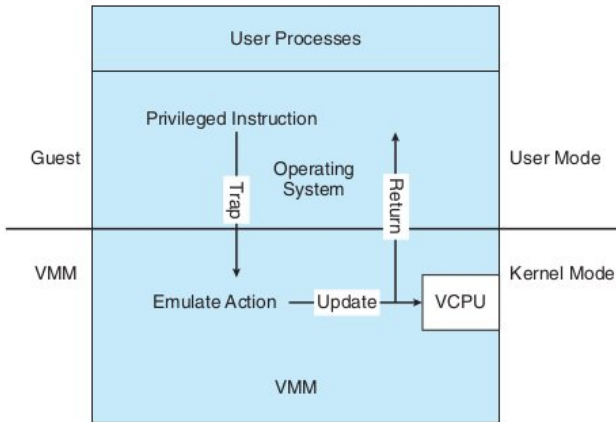 User Processes
Privileged Instruction
Guest
Operating
System
User Mode
Trap
Return
VMM
Kernel Mode
Emulate Action
Update
VCPU
VMM